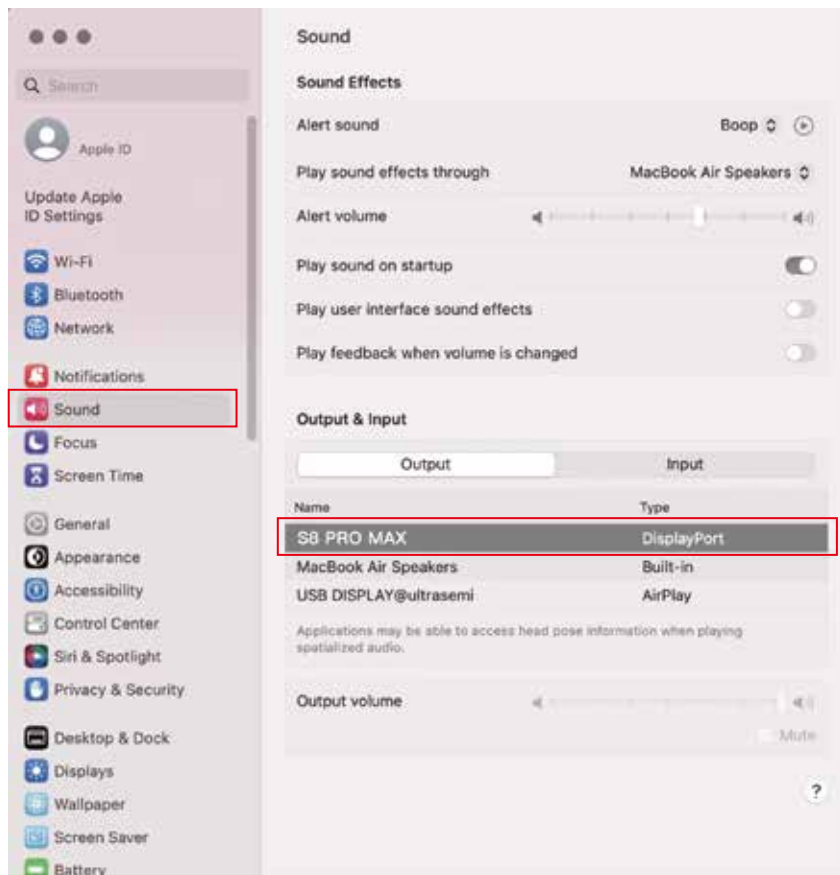 Search
Apple ID
Update Apple
ID Settings
Wi-Fi
Bluetooth
Network
Notifications
Sound
Focus
Screen Time
General
Appearance
Accessibility
Control Center
Siri & Spotlight
Privacy & Security
Desktop & Dock
Displays
Wallpaper
Screen Saver
Battery
Sound
Sound Effects
Alert sound Boop
Play sound effects through MacBook Air Speakers
Alert volume
Play sound on startup
Play user interface sound effects
Play feedback when volume is changed
Output & Input
Output Input
Name Type
S8 PRO MAX DisplayPort
MacBook Air Speakers Built-in
USB DISPLAY@ultrasemi AirPlay
Applications may be able to access head pose information when playing
spatialized audio.
Output volume
Mute
?